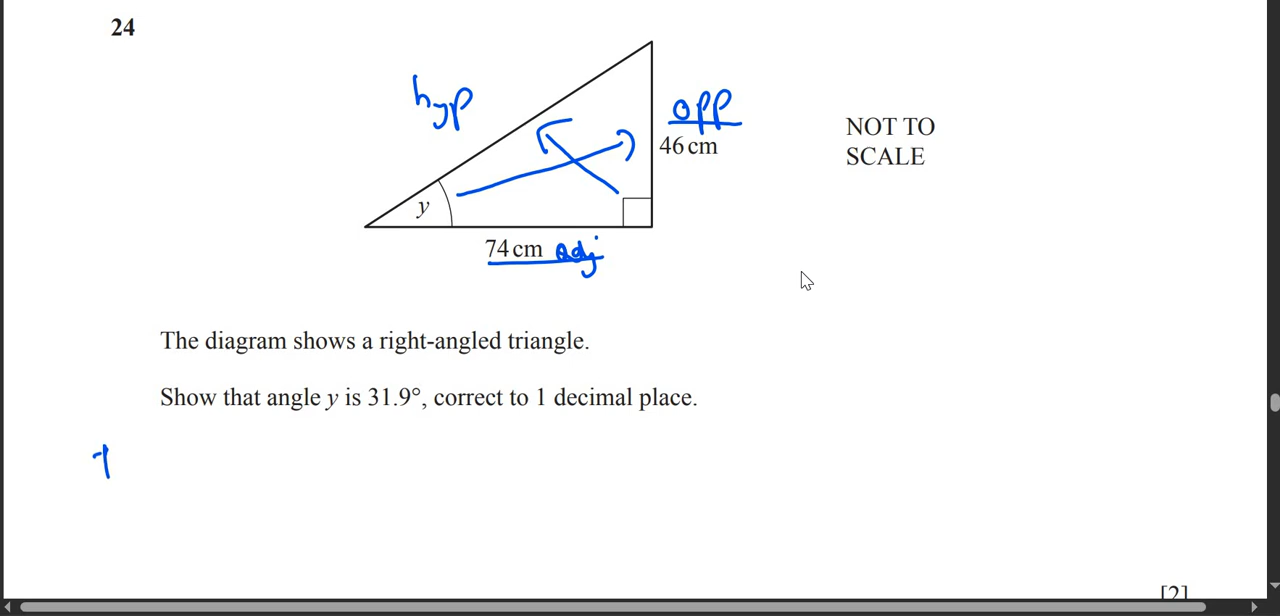 24
hyp
opp
46 cm
NOT TO
SCALE
y
74 cm adj
The diagram shows a right-angled triangle.
Show that angle y is 31.9°, correct to 1 decimal place.
[2]